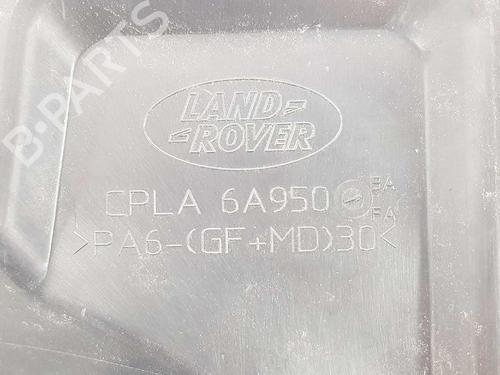 B-PARTS
LAND-
-ROVER
CPLA 6A950 BA
FA
>PA6-(GF+MD)30<